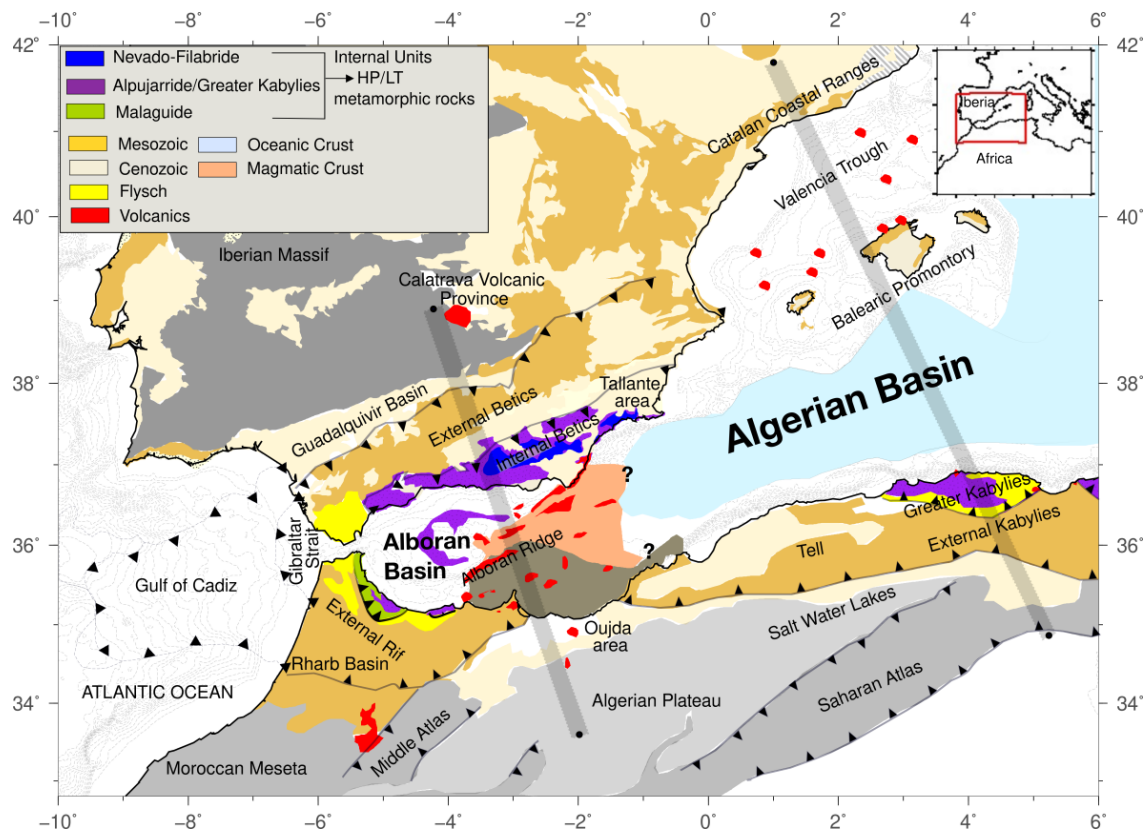 −10 −8 −6 −4 −2 0 2 4 6
42° 42°
Nevado-Filabride
Internal Units
Alpujarride/Greater Kabylies
HP/LT
Malaguide
metamorphic rocks
Mesozoic
Oceanic Crust
Cenozoic
Magmatic Crust
Flysch
Volcanics
Catalan Coastal Ranges
Iberia
Africa
Valencia Trough
40° 40°
Iberian Massif
Calatrava Volcanic
Province
Balearic Promontory
38° 38°
Tallante
area
Guadalquivir Basin
External Betics
Internal Betics
Algerian Basin
?
Greater Kabylies
External Kabylies
36° 36°
Gibraltar
Strait
Alboran
Basin
Alboran Ridge
?
Tell
Gulf of Cadiz
External Rif
Oujda
area
Salt Water Lakes
Rharb Basin
ATLANTIC OCEAN
Algerian Plateau
Saharan Atlas
34° 34°
Middle Atlas
Moroccan Meseta
−10 −8 −6 −4 −2 0 2 4 6